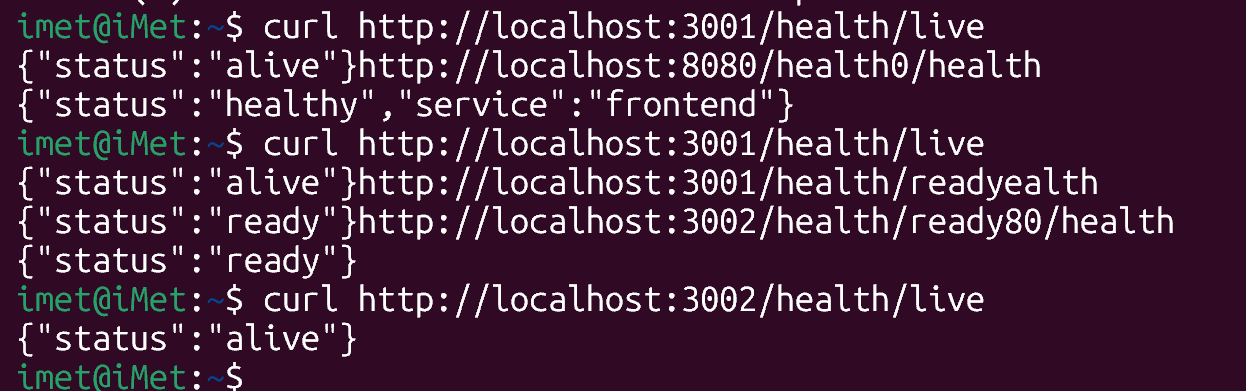 imet@iMet:~$ curl http://localhost:3001/health/live
{"status":"alive"}http://localhost:8080/health0/health
{"status":"healthy","service":"frontend"}
imet@iMet:~$ curl http://localhost:3001/health/live
{"status":"alive"}http://localhost:3001/health/readyealth
{"status":"ready"}http://localhost:3002/health/ready80/health
{"status":"ready"}
imet@iMet:~$ curl http://localhost:3002/health/live
{"status":"alive"}
imet@iMet:~$